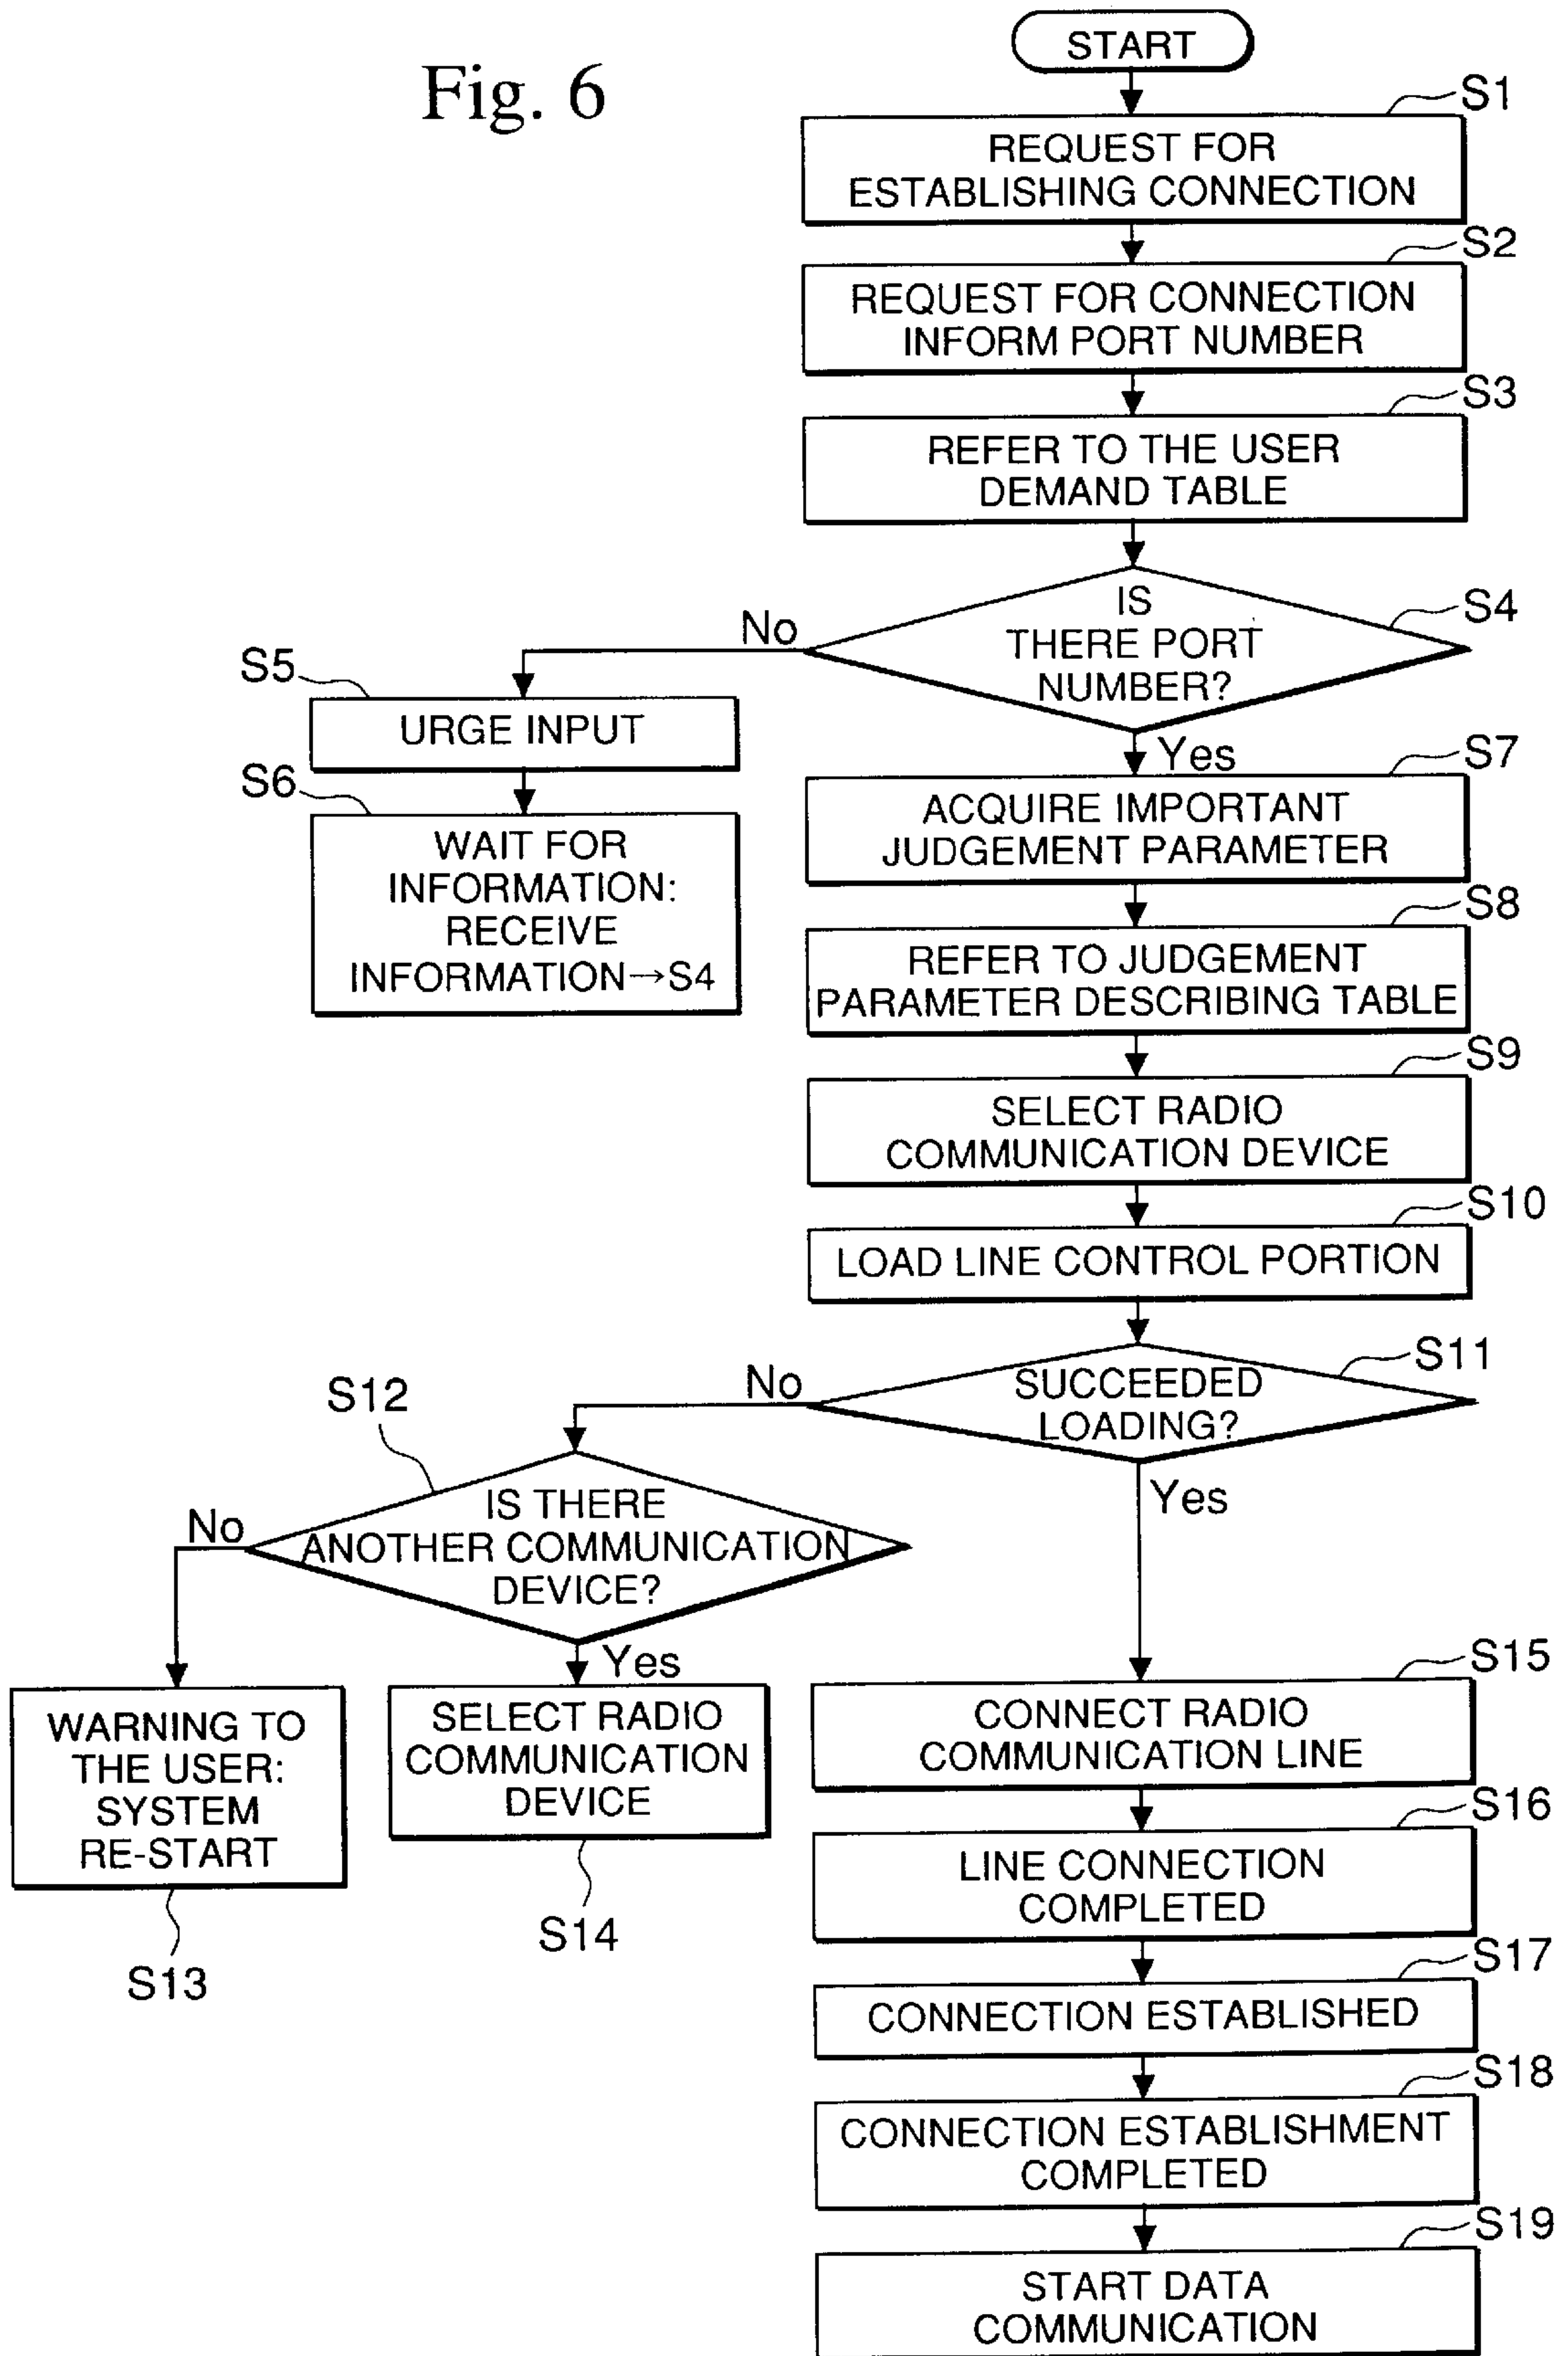 Fig. 6
START
S1
REQUEST FOR
ESTABLISHING CONNECTION
S2
REQUEST FOR CONNECTION
INFORM PORT NUMBER
S3
REFER TO THE USER
DEMAND TABLE
S4
IS
THERE PORT
NUMBER?
No
Yes
S5
URGE INPUT
S6
WAIT FOR
INFORMATION:
RECEIVE
INFORMATION→S4
S7
ACQUIRE IMPORTANT
JUDGEMENT PARAMETER
S8
REFER TO JUDGEMENT
PARAMETER DESCRIBING TABLE
S9
SELECT RADIO
COMMUNICATION DEVICE
S10
LOAD LINE CONTROL PORTION
S11
SUCCEEDED
LOADING?
No
Yes
S12
IS THERE
ANOTHER COMMUNICATION
DEVICE?
No
Yes
WARNING TO
THE USER:
SYSTEM
RE-START
S13
SELECT RADIO
COMMUNICATION
DEVICE
S14
S15
CONNECT RADIO
COMMUNICATION LINE
S16
LINE CONNECTION
COMPLETED
S17
CONNECTION ESTABLISHED
S18
CONNECTION ESTABLISHMENT
COMPLETED
S19
START DATA
COMMUNICATION